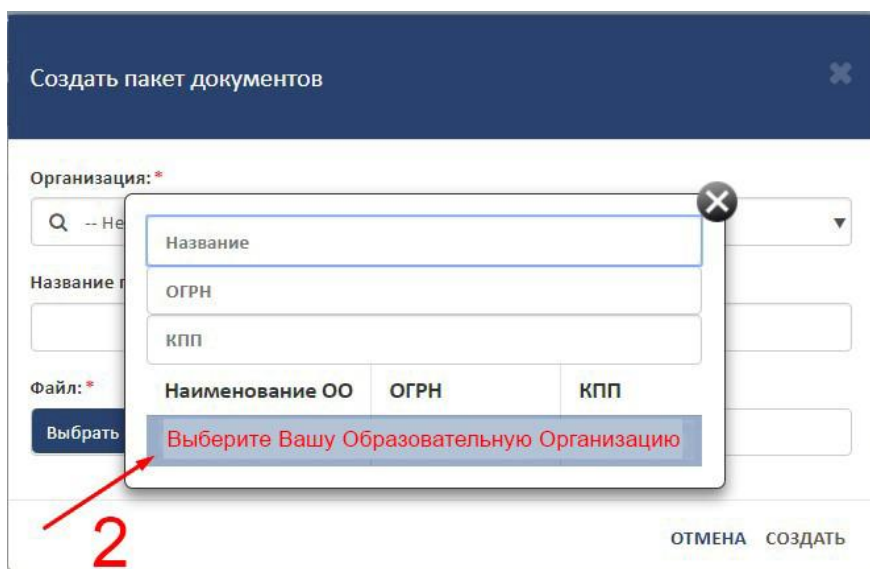 Создать пакет документов
Организация: *
-- Не
Название
Название п
ОГРН
КПП
Файл: *
Наименование ОО ОГРН КПП
Выбрать
Выберите Вашу Образовательную Организацию
2
ОТМЕНА СОЗДАТЬ